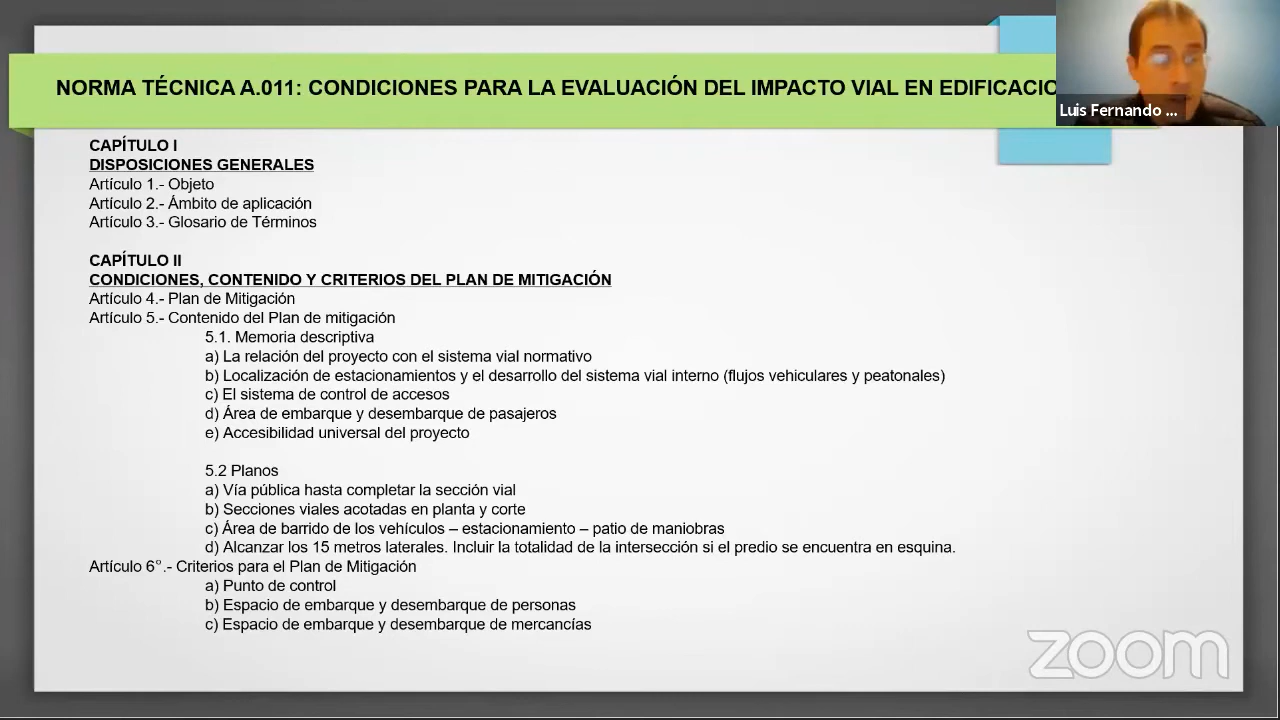 NORMA TÉCNICA A.011: CONDICIONES PARA LA EVALUACIÓN DEL IMPACTO VIAL EN EDIFICACIO
Luis Fernando ...
CAPÍTULO I
DISPOSICIONES GENERALES
Artículo 1.- Objeto
Artículo 2.- Ámbito de aplicación
Artículo 3.- Glosario de Términos
CAPÍTULO II
CONDICIONES, CONTENIDO Y CRITERIOS DEL PLAN DE MITIGACIÓN
Artículo 4.- Plan de Mitigación
Artículo 5.- Contenido del Plan de mitigación
5.1. Memoria descriptiva
a) La relación del proyecto con el sistema vial normativo
b) Localización de estacionamientos y el desarrollo del sistema vial interno (flujos vehiculares y peatonales)
c) El sistema de control de accesos
d) Área de embarque y desembarque de pasajeros
e) Accesibilidad universal del proyecto
5.2 Planos
a) Vía pública hasta completar la sección vial
b) Secciones viales acotadas en planta y corte
c) Área de barrido de los vehículos – estacionamiento – patio de maniobras
d) Alcanzar los 15 metros laterales. Incluir la totalidad de la intersección si el predio se encuentra en esquina.
Artículo 6°.- Criterios para el Plan de Mitigación
a) Punto de control
b) Espacio de embarque y desembarque de personas
c) Espacio de embarque y desembarque de mercancías
zoom